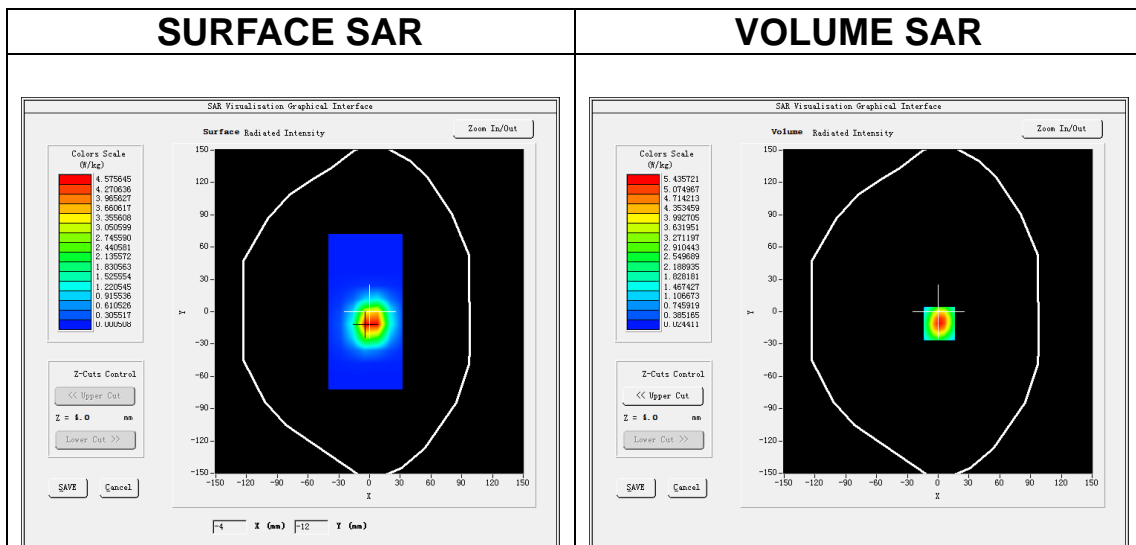 SURFACE SAR
VOLUME SAR
SAR Visualisation Graphical Interface
Surface Radiated Intensity
Zoom In/Out
Colors Scale
(W/kg)
4.575645
4.270636
3.965627
3.660617
3.355608
3.050599
2.745590
2.440581
2.135572
1.830563
1.525554
1.220545
0.915536
0.610526
0.305517
0.000508
Z-Cuts Control
<< Upper Cut
Z = 4.0 mm
Lower Cut >>
SAVE
Cancel
150
120
90
60
30
0
-30
-60
-90
-120
-150
Y
-150 -120 -90 -60 -30 0 30 60 90 120 150
X
-4 X (mm) -12 Y (mm)
SAR Visualisation Graphical Interface
Volume Radiated Intensity
Zoom In/Out
Colors Scale
(W/kg)
5.435721
5.074967
4.714213
4.353459
3.992705
3.631951
3.271197
2.910443
2.549689
2.188935
1.828181
1.467427
1.106673
0.745919
0.385165
0.024411
Z-Cuts Control
<< Upper Cut
Z = 4.0 mm
Lower Cut >>
SAVE
Cancel
150
120
90
60
30
0
-30
-60
-90
-120
-150
Y
-150 -120 -90 -60 -30 0 30 60 90 120 150
X